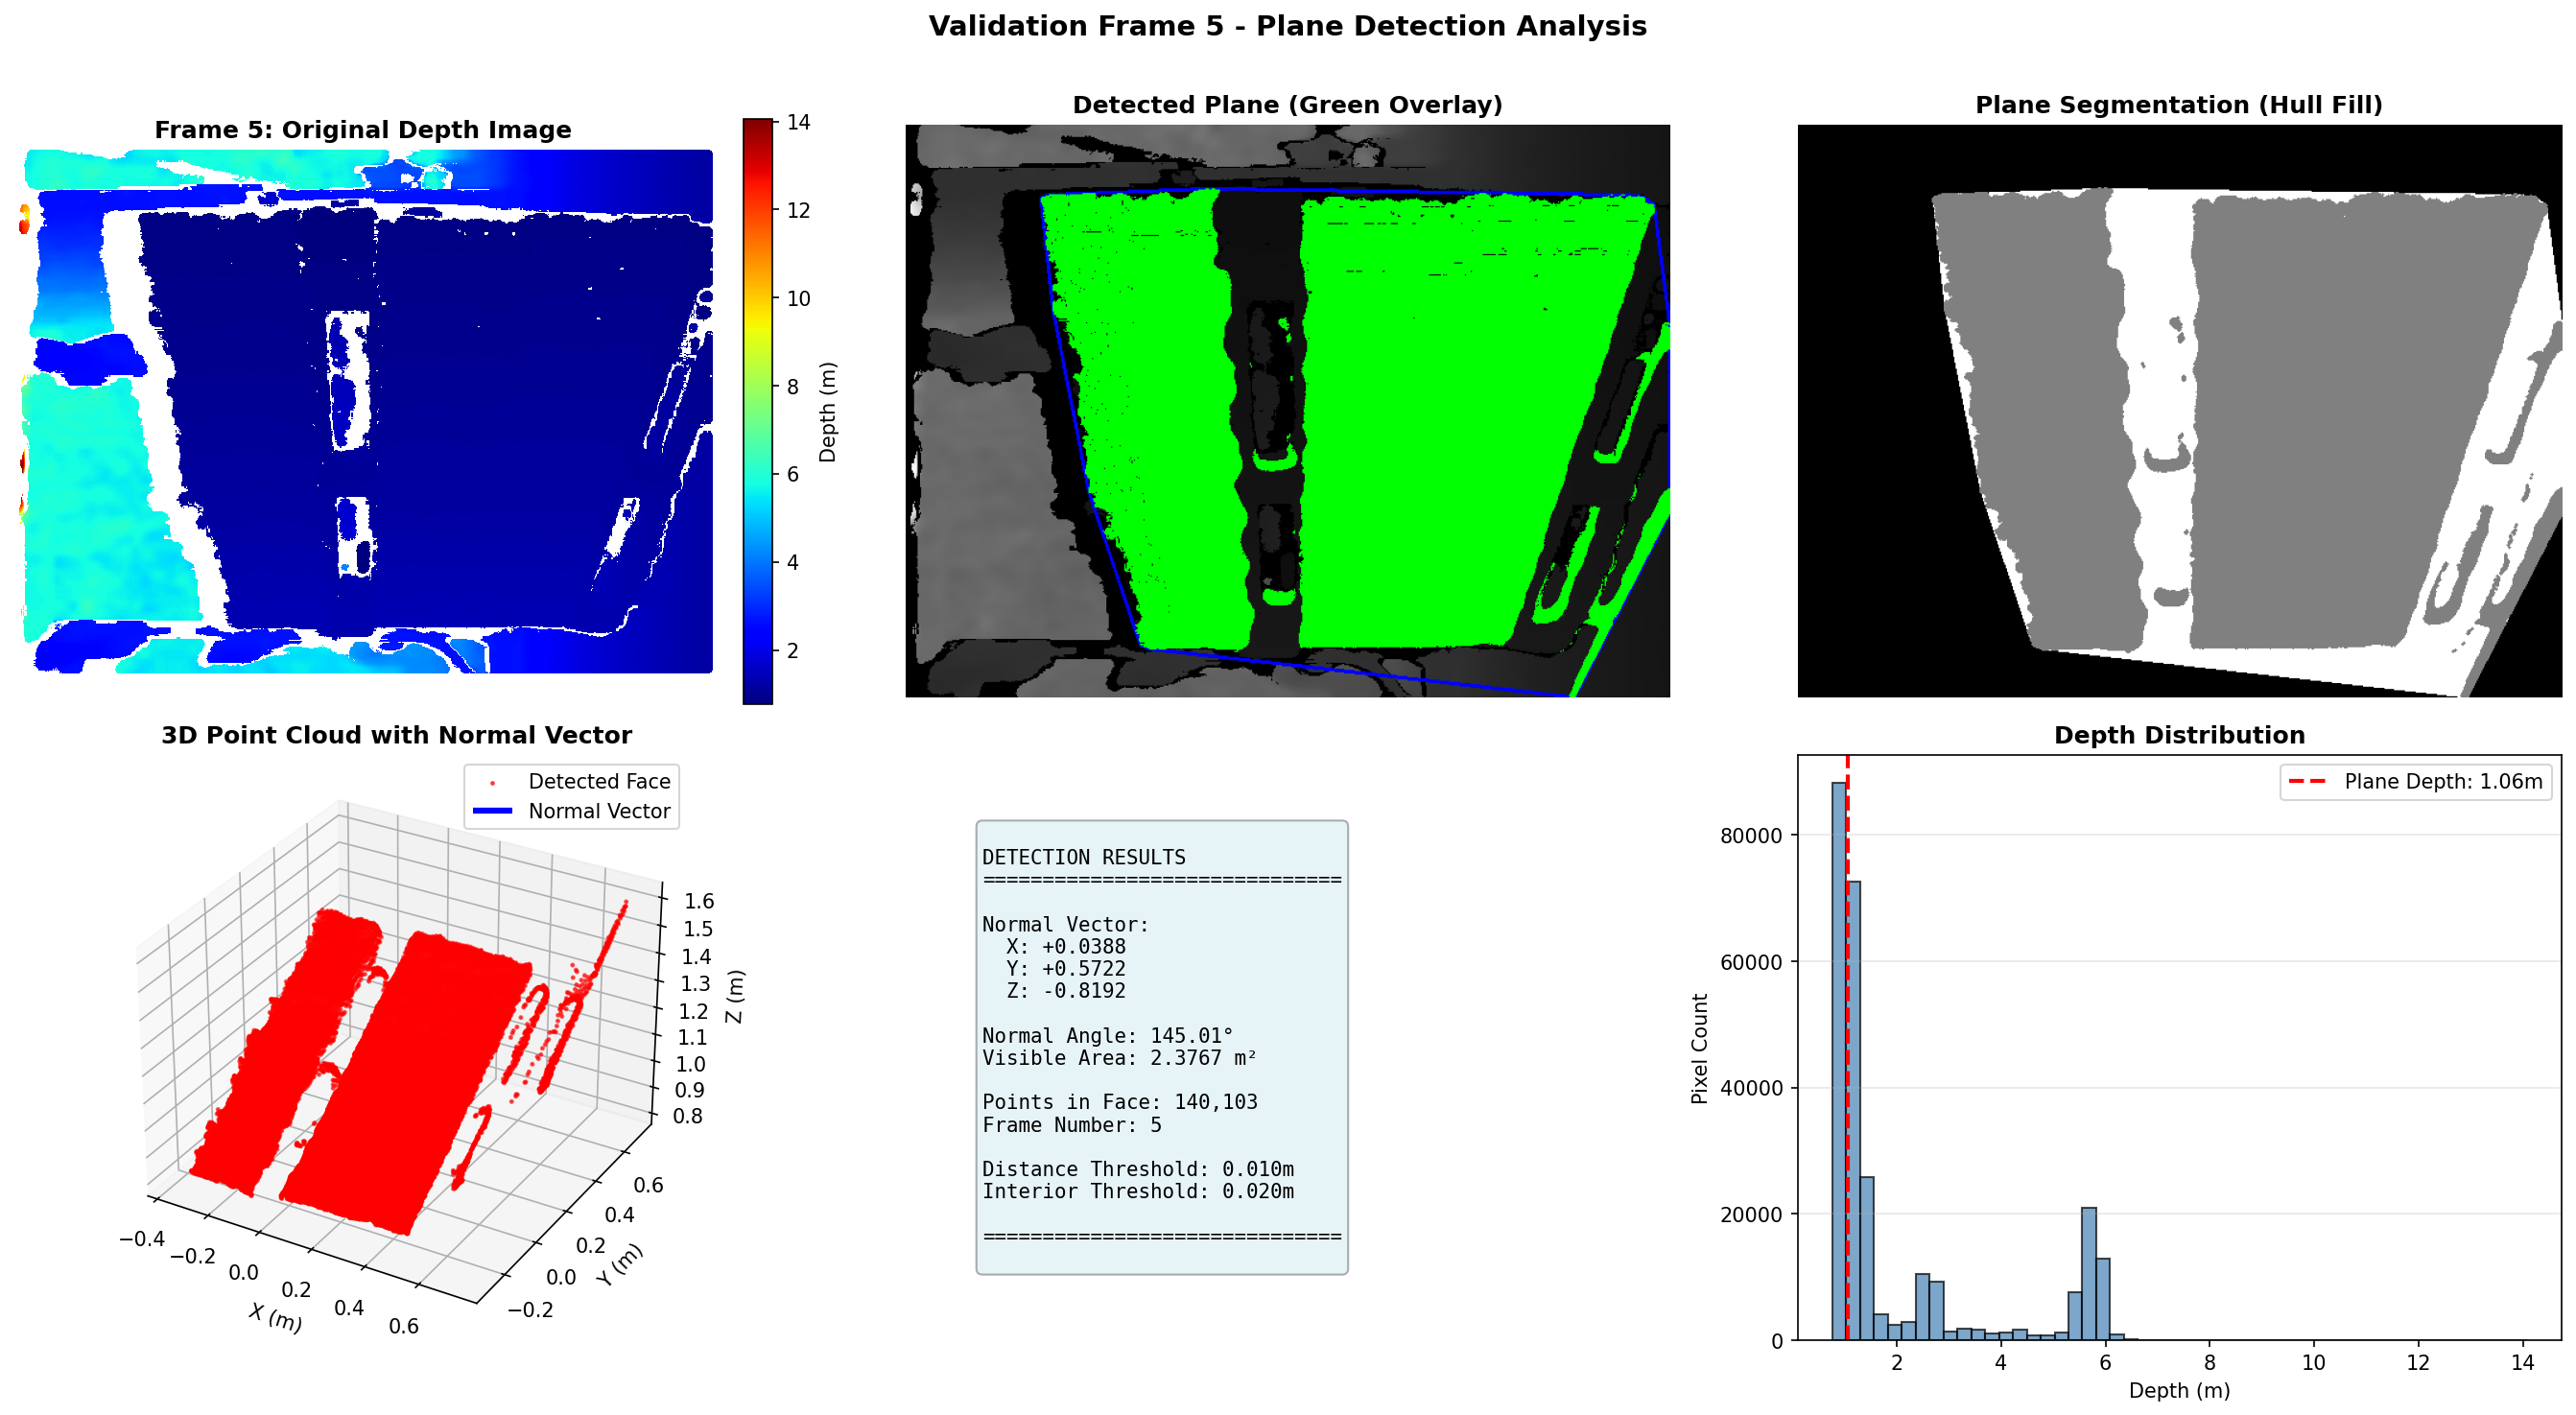 Validation Frame 5 - Plane Detection Analysis
Frame 5: Original Depth Image
14
12
10
8
6
4
2
Depth (m)
Detected Plane (Green Overlay)
Plane Segmentation (Hull Fill)
3D Point Cloud with Normal Vector
Detected Face
Normal Vector
1.6
1.5
1.4
1.3
1.2
1.1
1.0
0.9
0.8
Z (m)
0.6
0.4
0.2
0.0
−0.2
Y (m)
−0.4
−0.2
0.0
0.2
0.4
0.6
X (m)
DETECTION RESULTS
==============================
Normal Vector:
X: +0.0388
Y: +0.5722
Z: -0.8192
Normal Angle: 145.01°
Visible Area: 2.3767 m²
Points in Face: 140,103
Frame Number: 5
Distance Threshold: 0.010m
Interior Threshold: 0.020m
==============================
Depth Distribution
Plane Depth: 1.06m
80000
60000
40000
20000
0
Pixel Count
2
4
6
8
10
12
14
Depth (m)